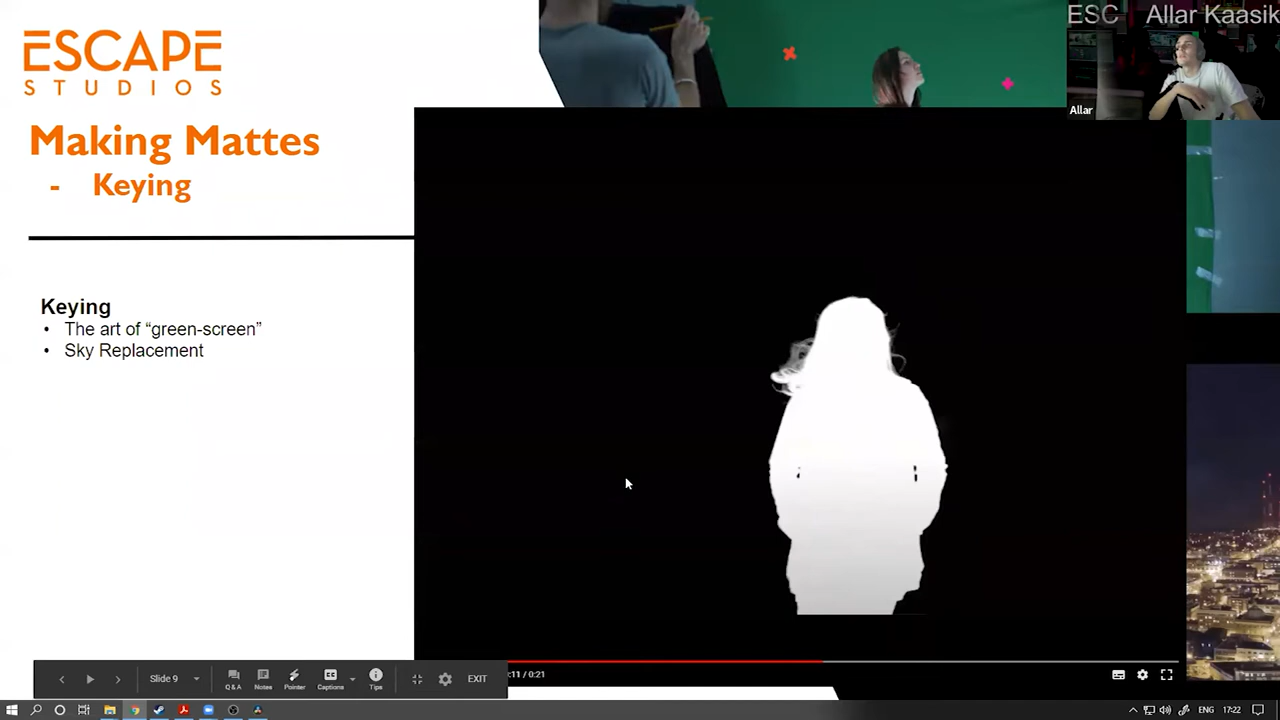 ESCAPE
STUDIOS
ESC Allar Kaasik
Allar
Making Mattes
- Keying
Keying
• The art of “green-screen”
• Sky Replacement
Slide 9
Q & A
Notes
Pointer
Captions
Tips
EXIT
:11 / 0:21
ENG
17:22